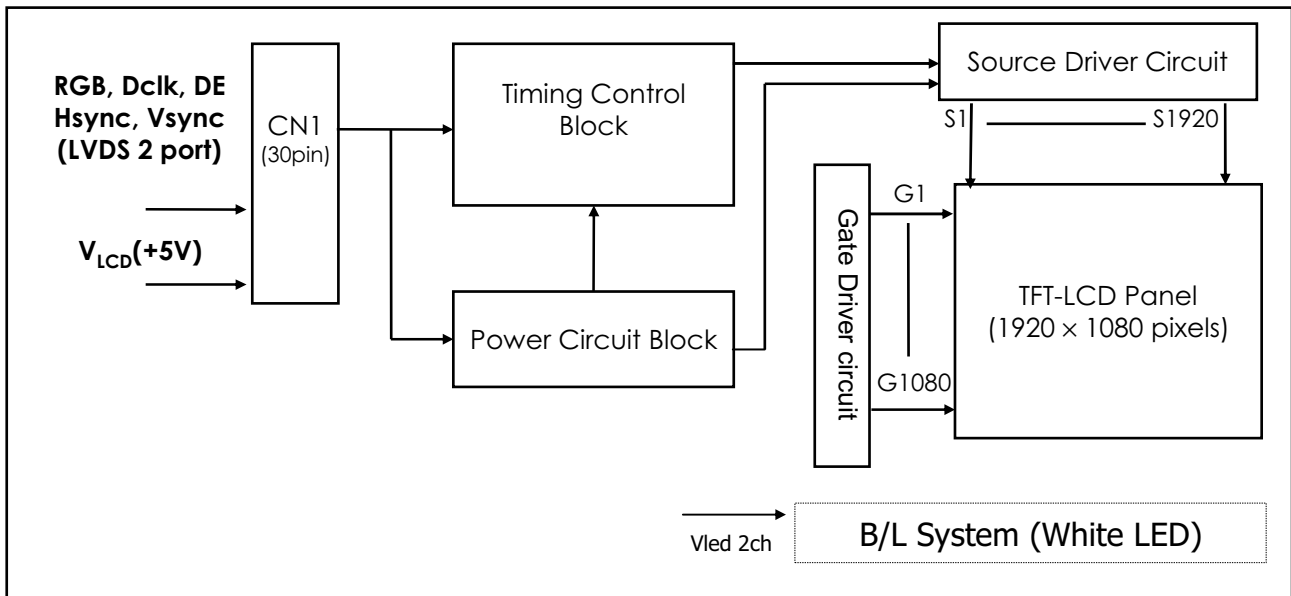 RGB, Dclk, DE
Hsync, Vsync
(LVDS 2 port)
V_LCD(+5V)
CN1
(30pin)
Timing Control
Block
Power Circuit Block
Source Driver Circuit
S1
S1920
Gate Driver circuit
G1
G1080
TFT-LCD Panel
(1920 × 1080 pixels)
Vled 2ch
B/L System (White LED)